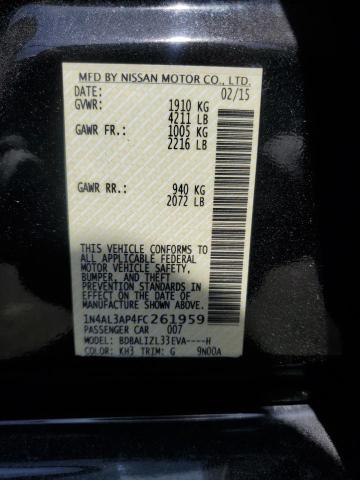 MFD BY NISSAN MOTOR CO., LTD.
DATE: 02/15
GVWR: 1910 KG
4211 LB
GAWR FR.: 1005 KG
2216 LB
GAWR RR.: 940 KG
2072 LB
THIS VEHICLE CONFORMS TO
ALL APPLICABLE FEDERAL
MOTOR VEHICLE SAFETY,
BUMPER, AND THEFT
PREVENTION STANDARDS
IN EFFECT ON THE DATE
OF MANUFACTURE SHOWN
ABOVE.
1N4AL3AP4FC261959
PASSENGER CAR 007
MODEL: BDBALIZL33EVA----H
COLOR: KH3 TRIM: G 9N00A